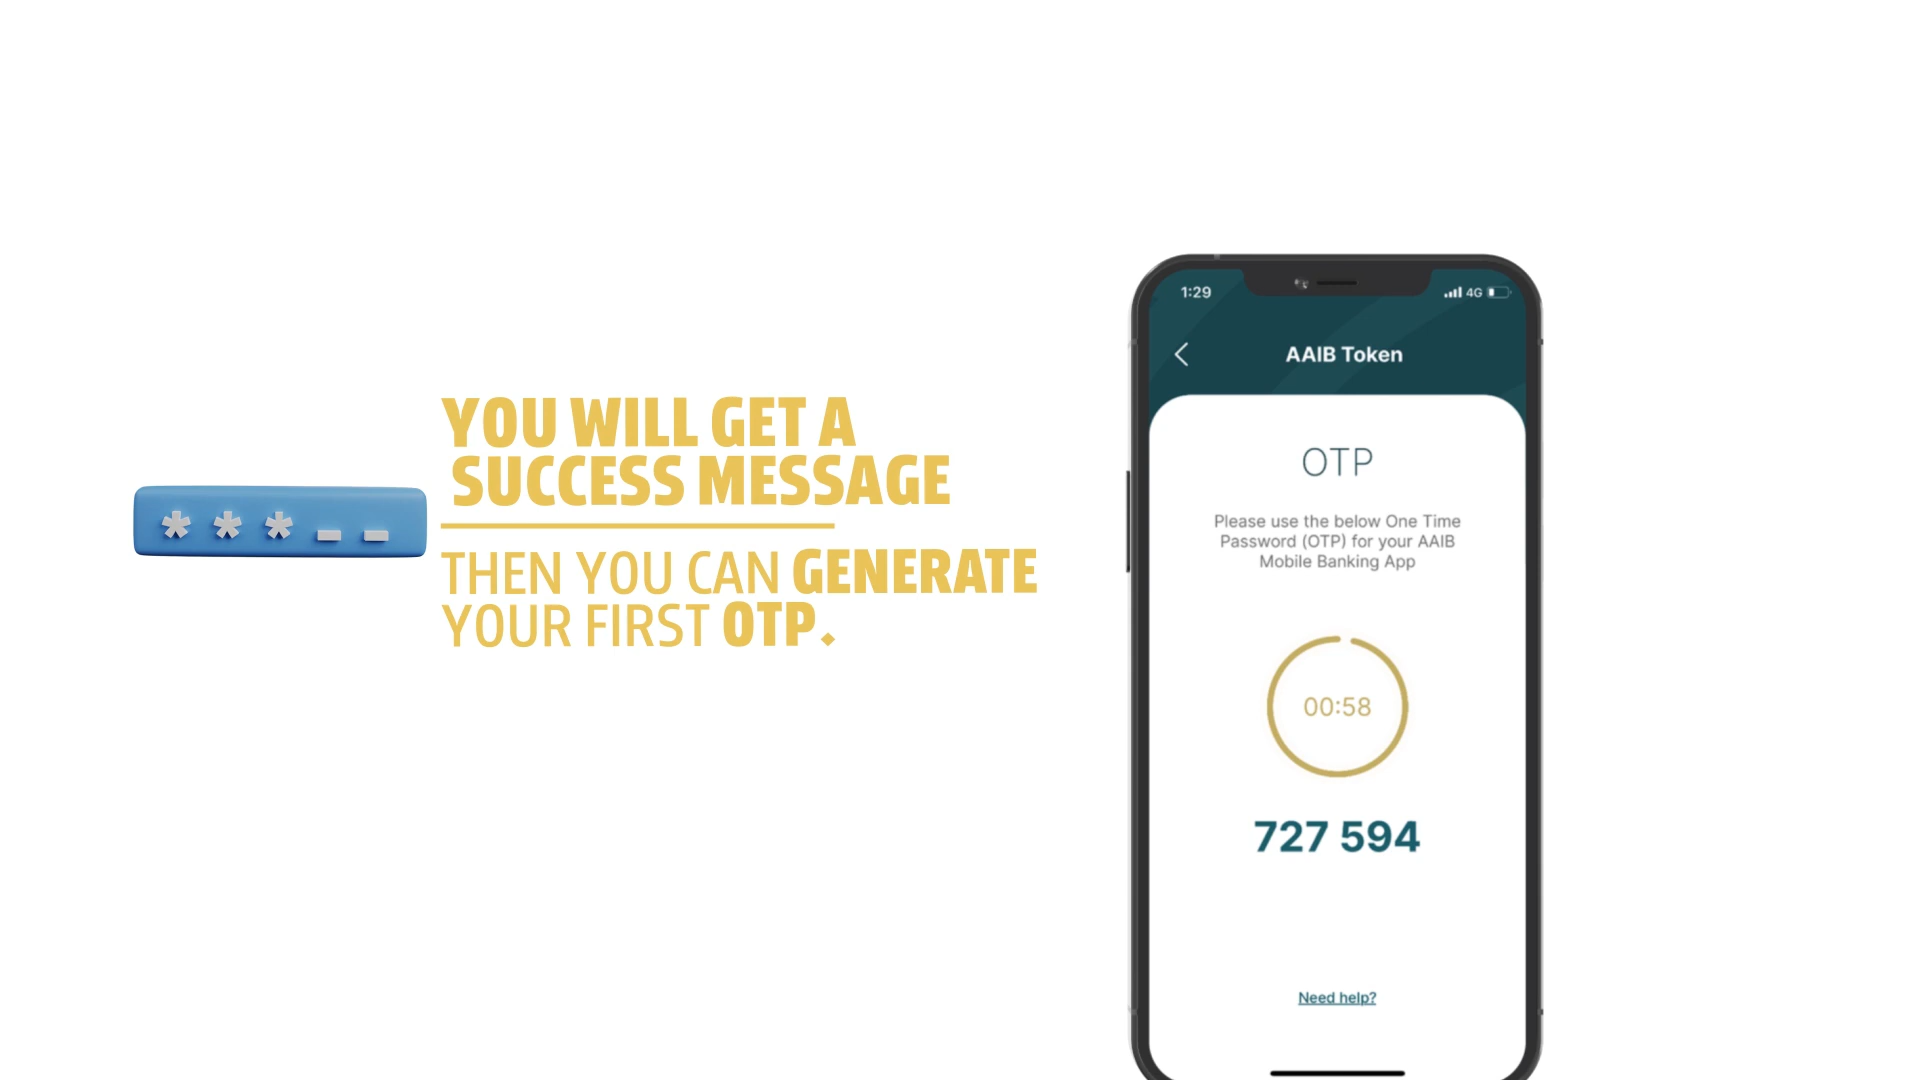 YOU WILL GET A
SUCCESS MESSAGE
THEN YOU CAN GENERATE
YOUR FIRST OTP.
* * * _ _
1:29
4G
AAIB Token
OTP
Please use the below One Time
Password (OTP) for your AAIB
Mobile Banking App
00:58
727 594
Need help?